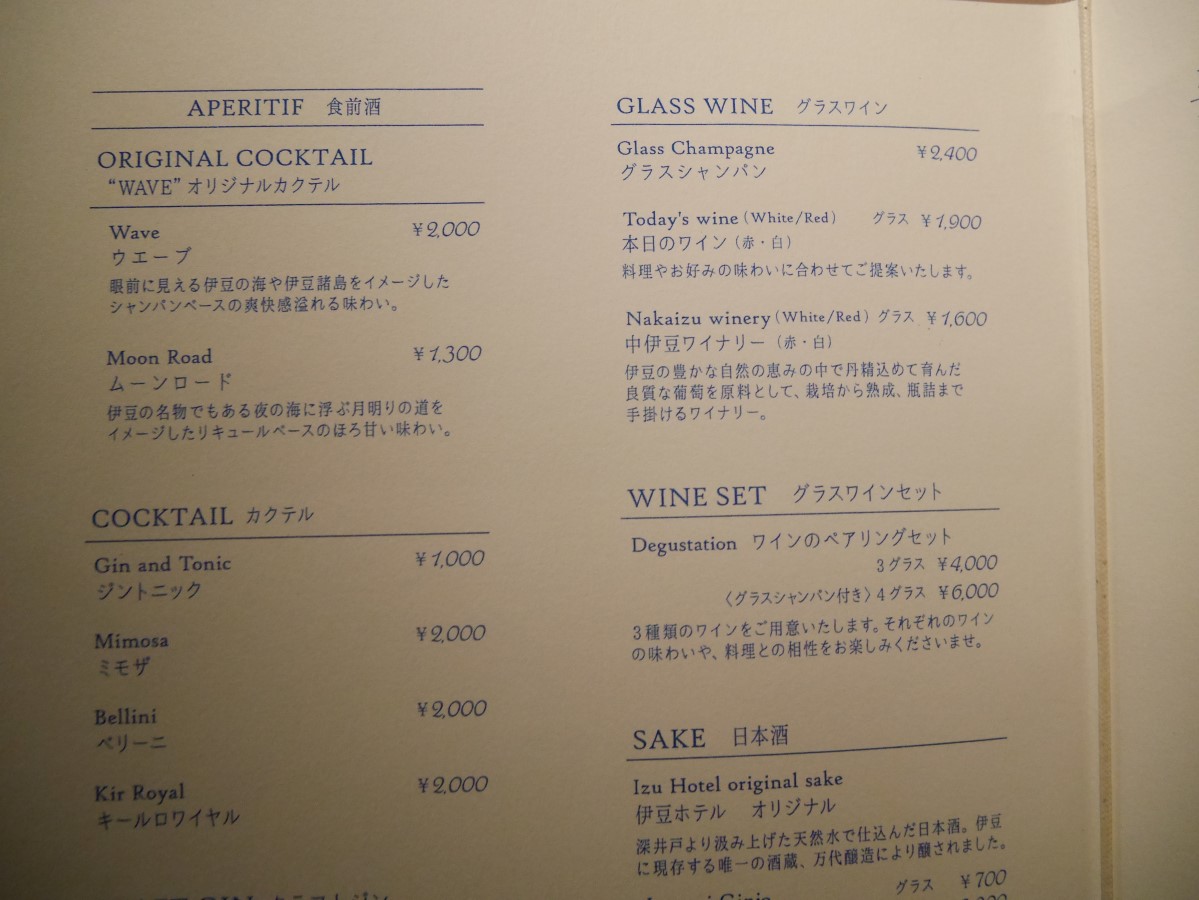 APERITIF 食前酒
ORIGINAL COCKTAIL
“WAVE” オリジナルカクテル
Wave ¥2,000
ウエーブ
眼前に見える伊豆の海や伊豆諸島をイメージした
シャンパンベースの爽快感溢れる味わい。
Moon Road ¥1,300
ムーンロード
伊豆の名物でもある夜の海に浮ぶ月明りの道を
イメージしたリキュールベースのほろ甘い味わい。
COCKTAIL カクテル
Gin and Tonic ¥1,000
ジントニック
Mimosa ¥2,000
ミモザ
Bellini ¥2,000
ベリーニ
Kir Royal ¥2,000
キールロワイヤル
GIN クラフトジン
GLASS WINE グラスワイン
Glass Champagne ¥2,400
グラスシャンパン
Today's wine (White/Red) グラス ¥1,900
本日のワイン(赤・白)
料理やお好みの味わいに合わせてご提案いたします。
Nakaizu winery (White/Red) グラス ¥1,600
中伊豆ワイナリー(赤・白)
伊豆の豊かな自然の恵みの中で丹精込めて育んだ
良質な葡萄を原料として、栽培から熟成、瓶詰まで
手掛けるワイナリー。
WINE SET グラスワインセット
Degustation ワインのペアリングセット
3グラス ¥4,000
〈グラスシャンパン付き〉4グラス ¥6,000
3種類のワインをご用意いたします。それぞれのワイン
の味わいや、料理との相性をお楽しみくださいませ。
SAKE 日本酒
Izu Hotel original sake
伊豆ホテル オリジナル
深井戸より汲み上げた天然水で仕込んだ日本酒。伊豆
に現存する唯一の酒蔵、万代醸造により醸されました。
グラス ¥700